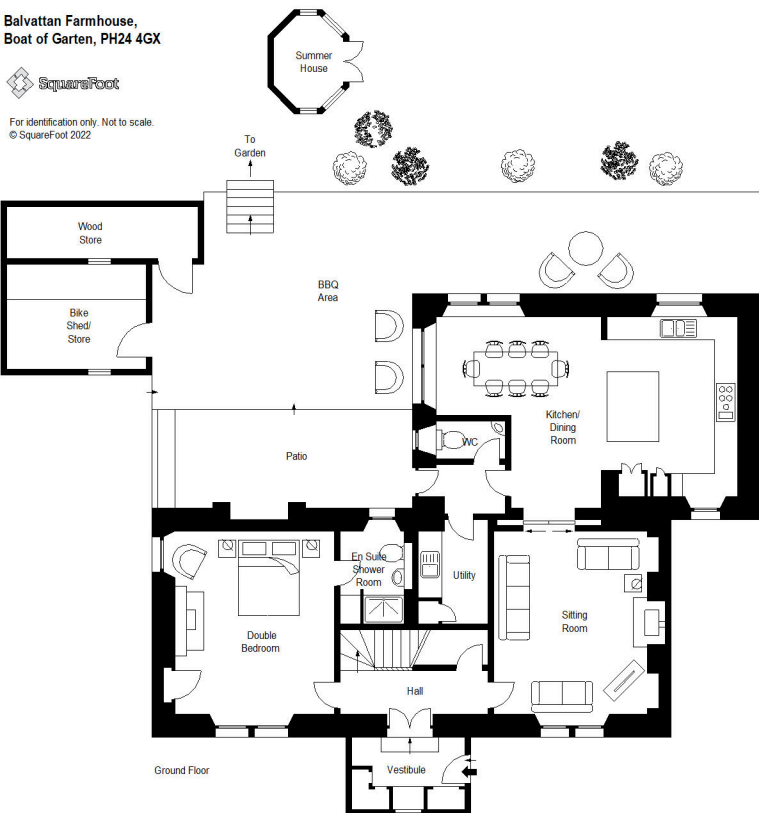 Balvattan Farmhouse,
Boat of Garten, PH24 4GX
SquareFoot
For identification only. Not to scale.
© SquareFoot 2022
Summer
House
To
Garden
Wood
Store
BBQ
Area
Bike
Shed/
Store
Kitchen/
Dining
Room
WC
Patio
En Suite
Shower
Room
Utility
Sitting
Room
Double
Bedroom
Hall
Ground Floor
Vestibule